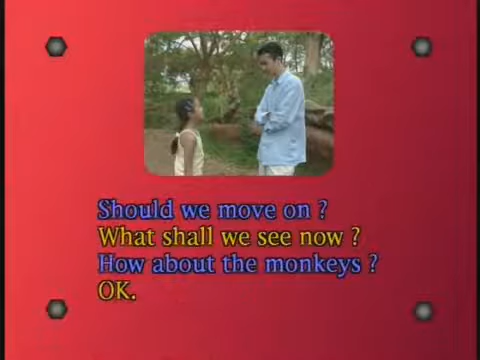 Should we move on ?
What shall we see now ?
How about the monkeys ?
OK.